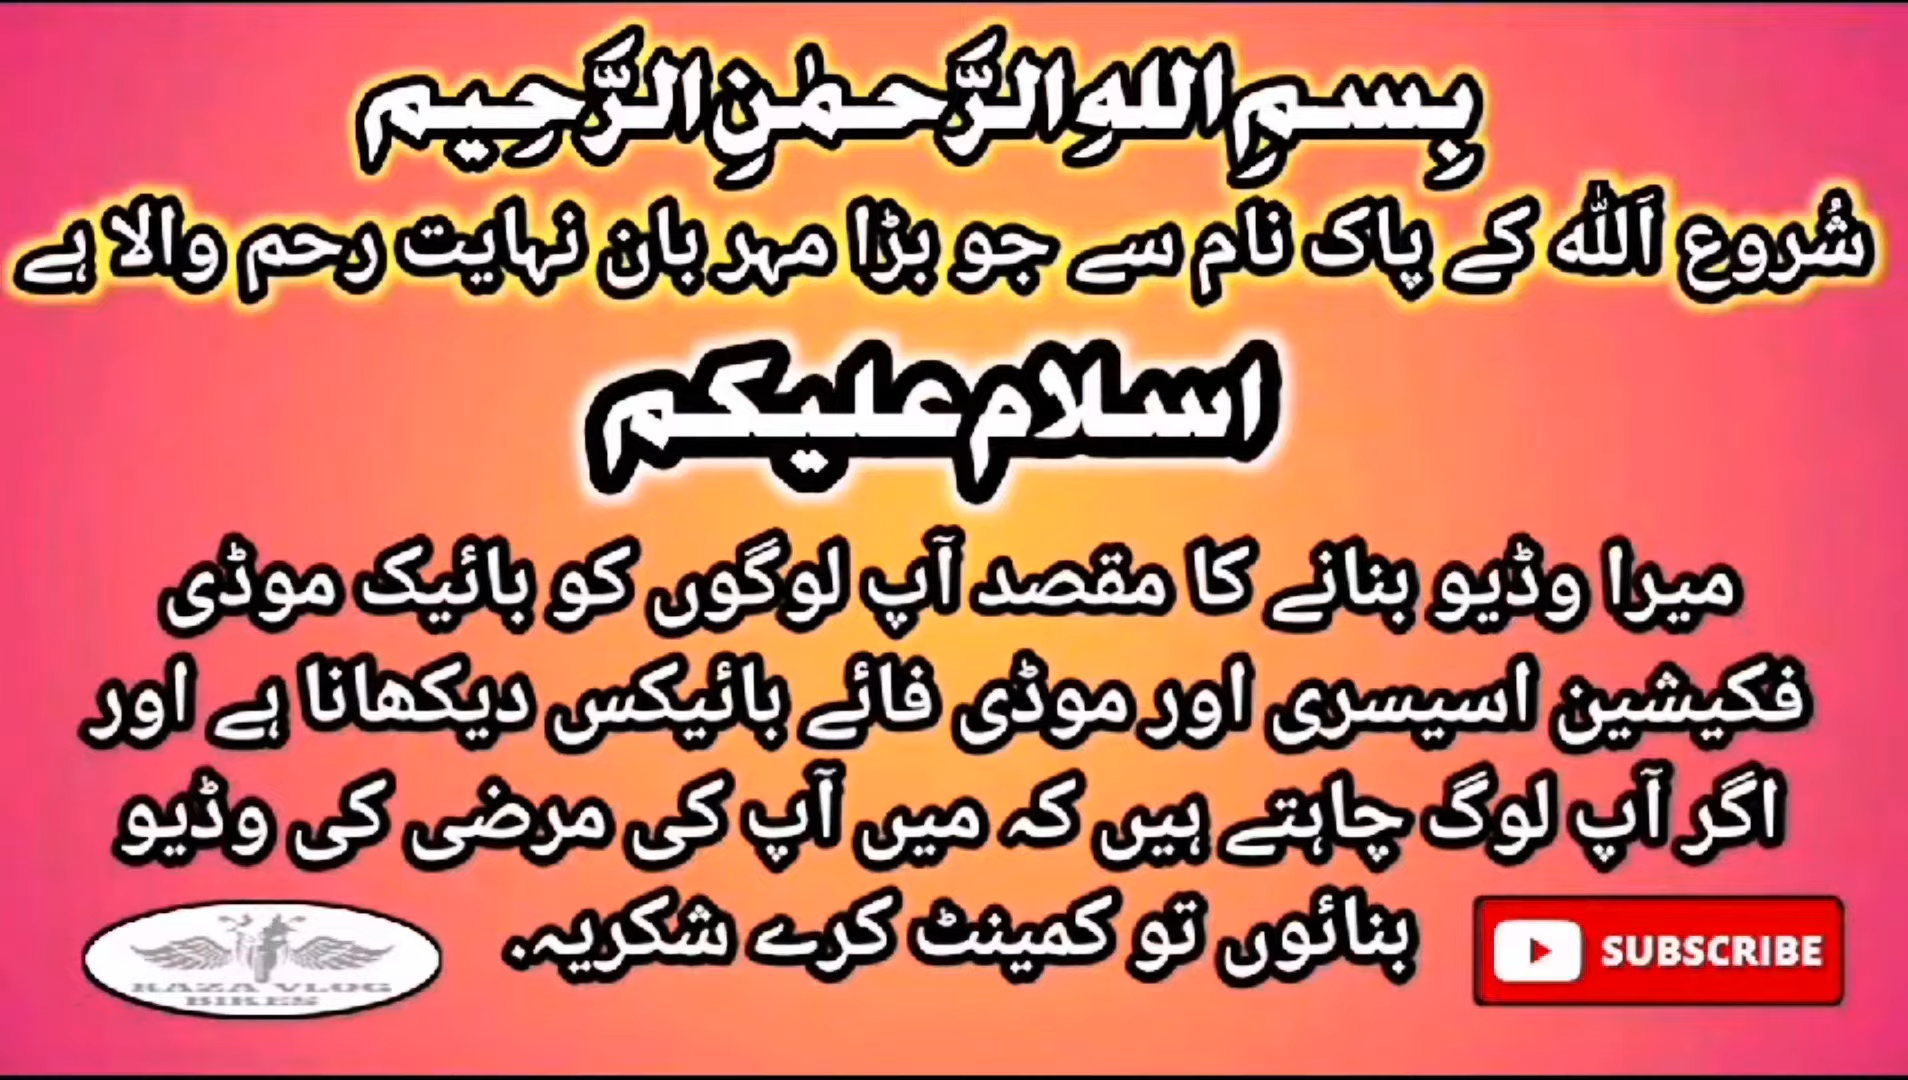 بِسمِ اللهِ الرَّحمٰنِ الرَّحِیم
شُروع اَللّٰه کے پاک نام سے جو بڑا مہر بان نہایت رحم والا ہے
اسلام علیکم
میرا وڈیو بنانے کا مقصد آپ لوگوں کو بائیک موڈی
فکیشین اسیسری اور موڈی فائے بائیکس دیکھانا ہے اور
اگر آپ لوگ چاہتے ہیں کہ میں آپ کی مرضی کی وڈیو
بنائوں تو کمینٹ کرے شکریہ.
SUBSCRIBE
RAZA VLOG
BIKES